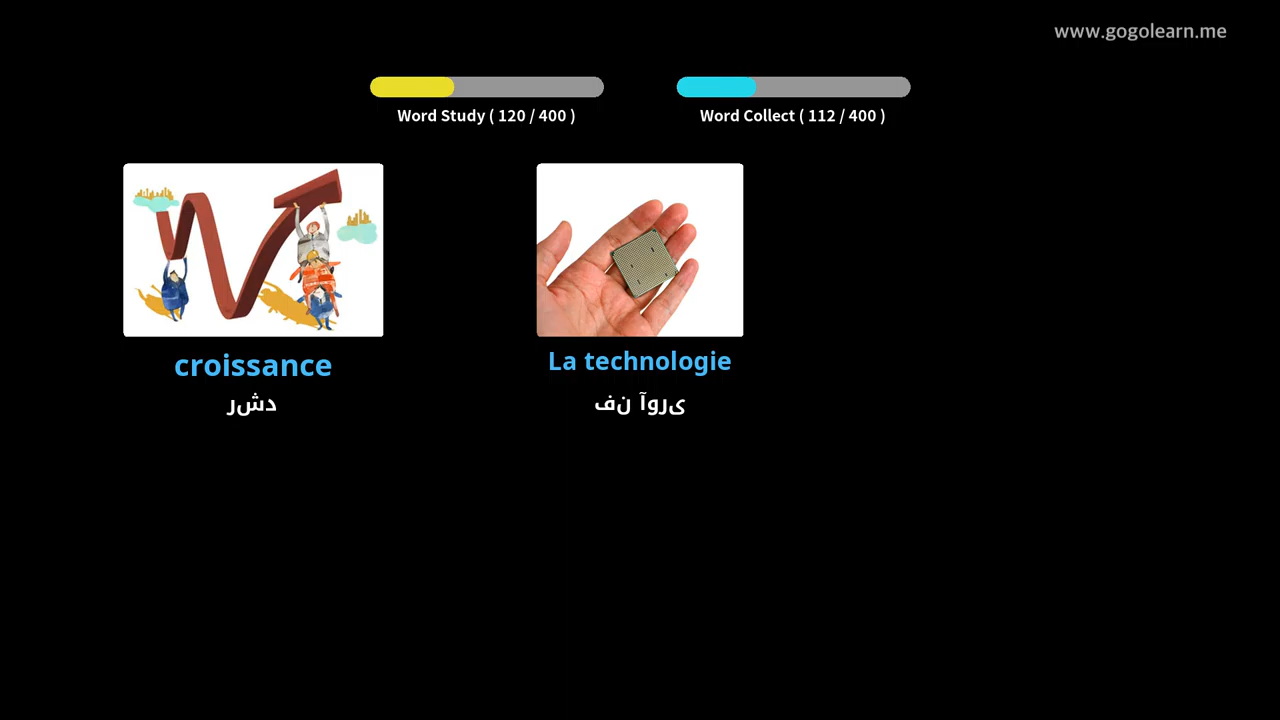 www.gogolearn.me
Word Study ( 120 / 400 )
Word Collect ( 112 / 400 )
croissance
رشد
La technologie
فن آوری